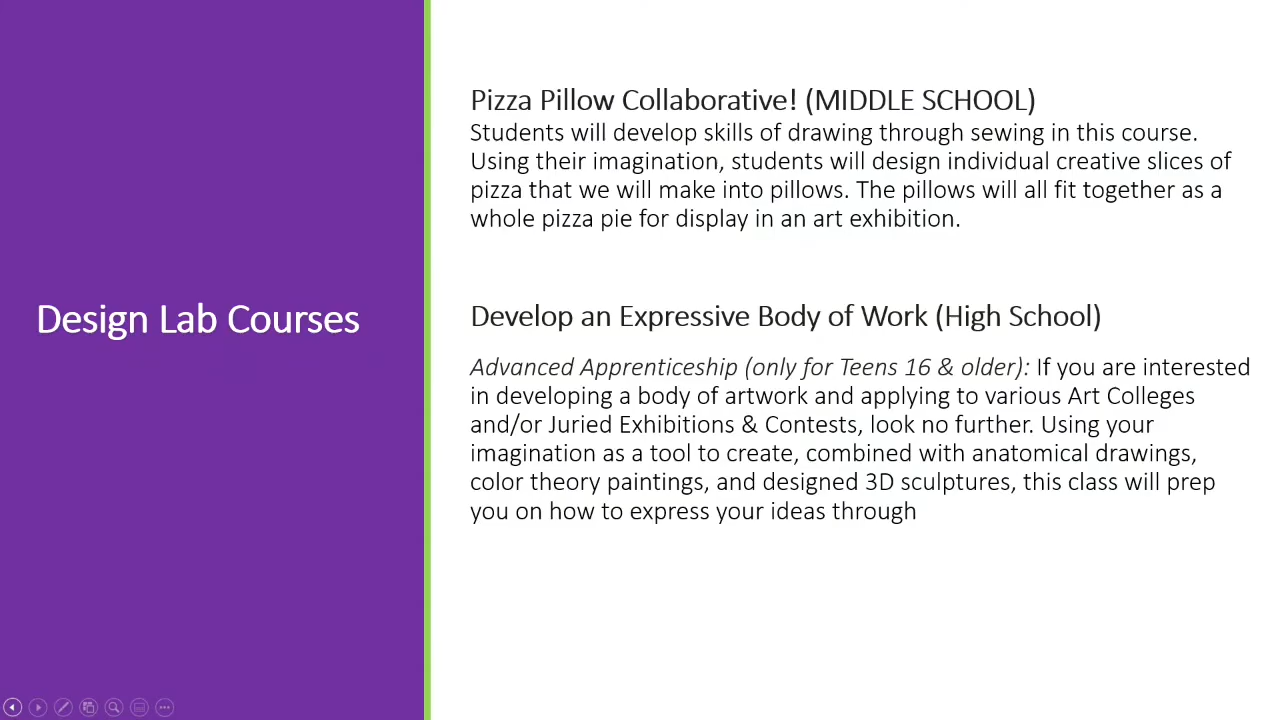 Design Lab Courses
Pizza Pillow Collaborative! (MIDDLE SCHOOL)
Students will develop skills of drawing through sewing in this course.
Using their imagination, students will design individual creative slices of
pizza that we will make into pillows. The pillows will all fit together as a
whole pizza pie for display in an art exhibition.
Develop an Expressive Body of Work (High School)
Advanced Apprenticeship (only for Teens 16 & older): If you are interested
in developing a body of artwork and applying to various Art Colleges
and/or Juried Exhibitions & Contests, look no further. Using your
imagination as a tool to create, combined with anatomical drawings,
color theory paintings, and designed 3D sculptures, this class will prep
you on how to express your ideas through